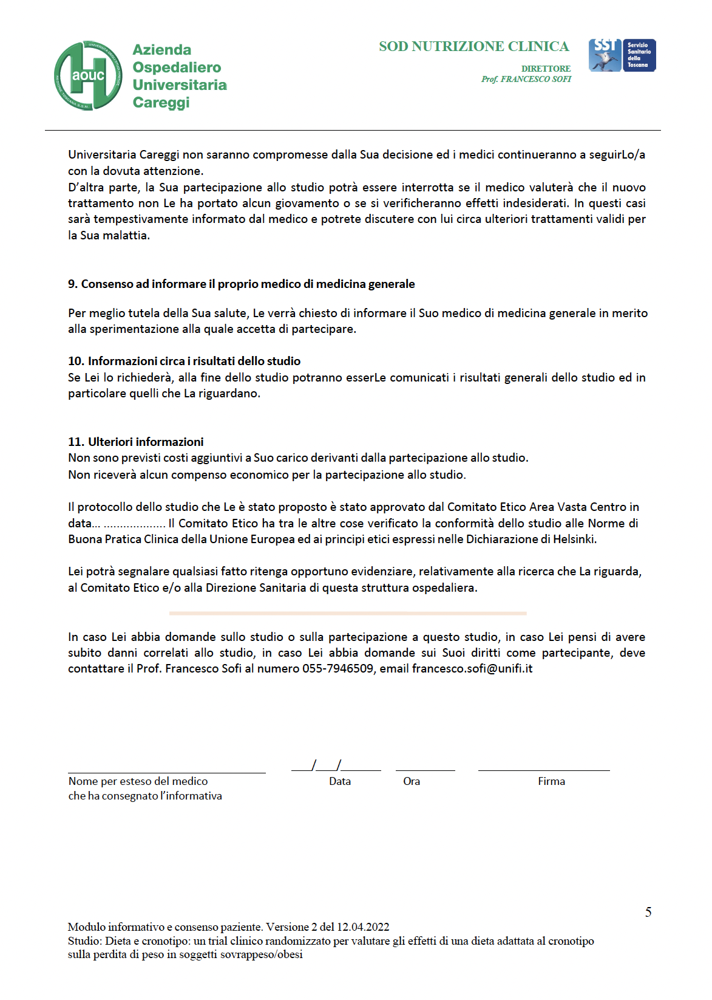 Azienda
Ospedaliero
Universitaria
Careggi
aouc
SOD NUTRIZIONE CLINICA
DIRETTORE
Prof. FRANCESCO SOFI
SST
Servizio
Sanitario
della
Toscana
Universitaria Careggi non saranno compromesse dalla Sua decisione ed i medici continueranno a seguirLo/a
con la dovuta attenzione.
D’altra parte, la Sua partecipazione allo studio potrà essere interrotta se il medico valuterà che il nuovo
trattamento non Le ha portato alcun giovamento o se si verificheranno effetti indesiderati. In questi casi
sarà tempestivamente informato dal medico e potrete discutere con lui circa ulteriori trattamenti validi per
la Sua malattia.
9. Consenso ad informare il proprio medico di medicina generale
Per meglio tutela della Sua salute, Le verrà chiesto di informare il Suo medico di medicina generale in merito
alla sperimentazione alla quale accetta di partecipare.
10. Informazioni circa i risultati dello studio
Se Lei lo richiederà, alla fine dello studio potranno esserLe comunicati i risultati generali dello studio ed in
particolare quelli che La riguardano.
11. Ulteriori informazioni
Non sono previsti costi aggiuntivi a Suo carico derivanti dalla partecipazione allo studio.
Non riceverà alcun compenso economico per la partecipazione allo studio.
Il protocollo dello studio che Le è stato proposto è stato approvato dal Comitato Etico Area Vasta Centro in
data... ................... Il Comitato Etico ha tra le altre cose verificato la conformità dello studio alle Norme di
Buona Pratica Clinica della Unione Europea ed ai principi etici espressi nelle Dichiarazione di Helsinki.
Lei potrà segnalare qualsiasi fatto ritenga opportuno evidenziare, relativamente alla ricerca che La riguarda,
al Comitato Etico e/o alla Direzione Sanitaria di questa struttura ospedaliera.
In caso Lei abbia domande sullo studio o sulla partecipazione a questo studio, in caso Lei pensi di avere
subito danni correlati allo studio, in caso Lei abbia domande sui Suoi diritti come partecipante, deve
contattare il Prof. Francesco Sofi al numero 055-7946509, email francesco.sofi@unifi.it
___/___/______
Nome per esteso del medico Data Ora Firma
che ha consegnato l’informativa
5
Modulo informativo e consenso paziente. Versione 2 del 12.04.2022
Studio: Dieta e cronotipo: un trial clinico randomizzato per valutare gli effetti di una dieta adattata al cronotipo
sulla perdita di peso in soggetti sovrappeso/obesi